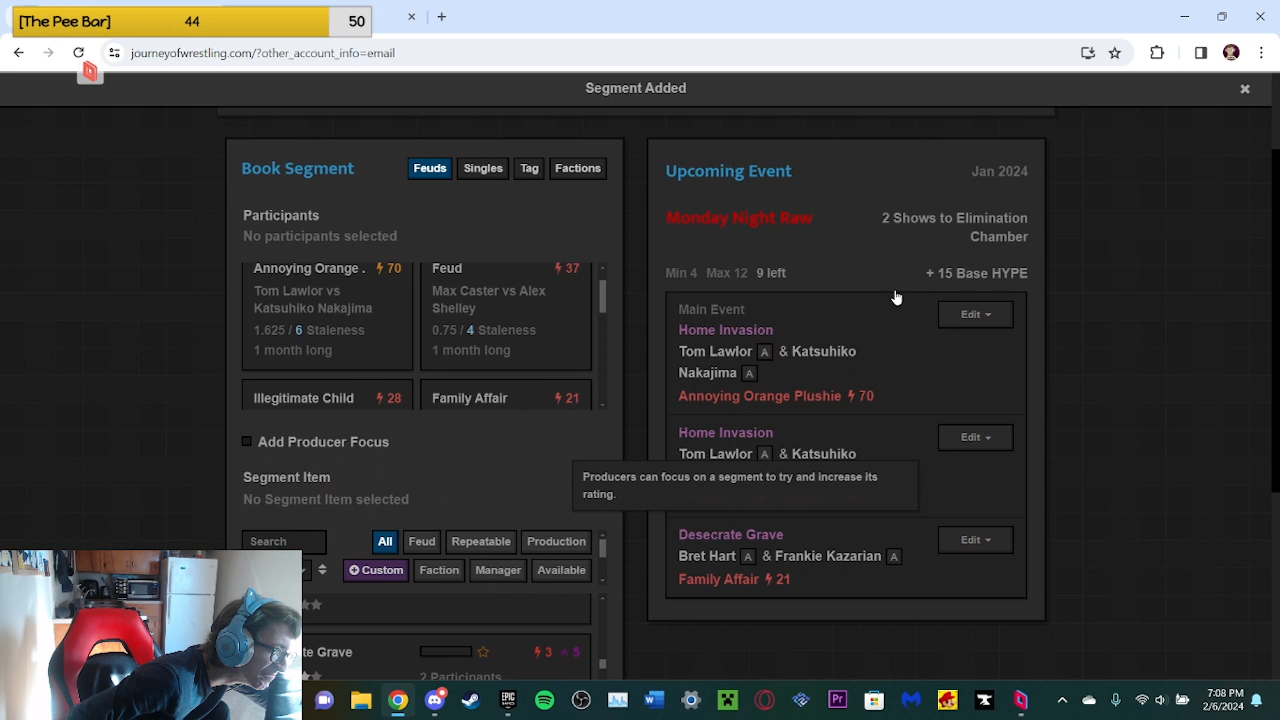 [The Pee Bar] 44 50
journeyofwrestling.com/?other_account_info=email
Segment Added
Book Segment
Feuds Singles Tag Factions
Participants
No participants selected
Annoying Orange . 70
Tom Lawlor vs
Katsuhiko Nakajima
1.625 / 6 Staleness
1 month long
Feud 37
Max Caster vs Alex
Shelley
0.75 / 4 Staleness
1 month long
Illegitimate Child 28
Family Affair 21
Add Producer Focus
Segment Item
No Segment Item selected
Search
All Feud Repeatable Production
Custom Faction Manager Available
te Grave 3 5
2 Participants
Upcoming Event
Jan 2024
Monday Night Raw
2 Shows to Elimination
Chamber
Min 4 Max 12 9 left
+ 15 Base HYPE
Main Event
Home Invasion
Tom Lawlor A & Katsuhiko
Nakajima A
Annoying Orange Plushie 70
Edit
Home Invasion
Tom Lawlor A & Katsuhiko
Edit
Producers can focus on a segment to try and increase its
rating.
Desecrate Grave
Bret Hart A & Frankie Kazarian A
Family Affair 21
Edit
EPIC
GAMES
Pr
7:08 PM
2/6/2024